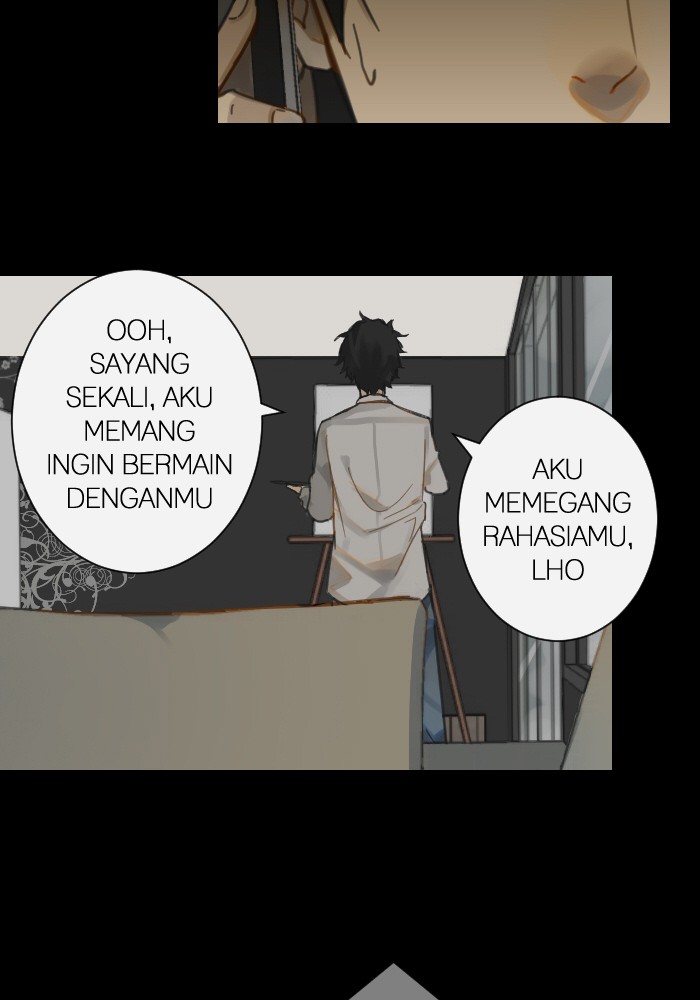 OOH,
SAYANG
SEKALI, AKU
MEMANG
INGIN BERMAIN
DENGANMU
AKU
MEMEGANG
RAHASIAMU,
LHO